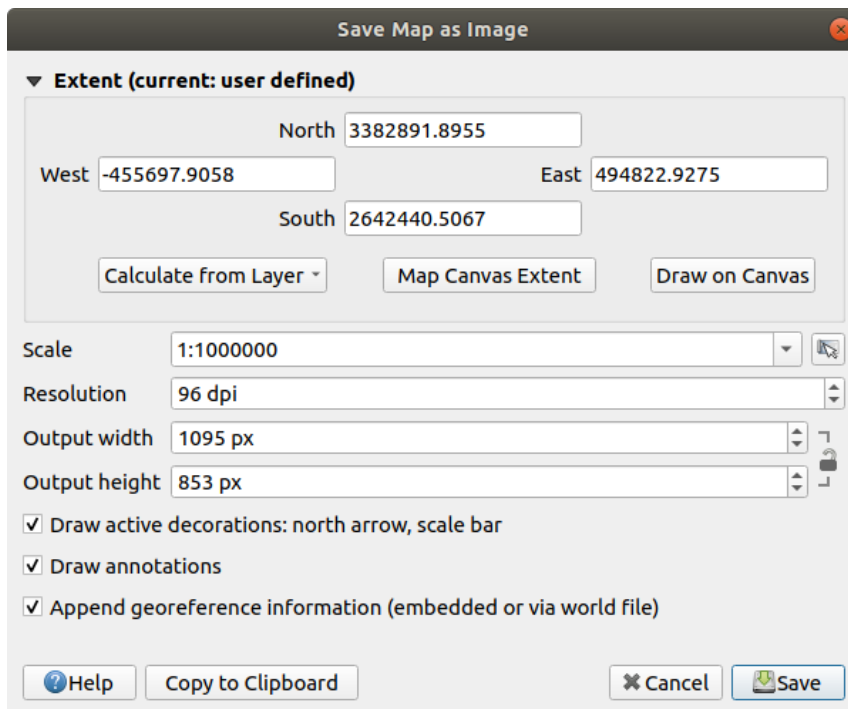 Save Map as Image
Extent (current: user defined)
North 3382891.8955
West -455697.9058 East 494822.9275
South 2642440.5067
Calculate from Layer Map Canvas Extent Draw on Canvas
Scale 1:1000000
Resolution 96 dpi
Output width 1095 px
Output height 853 px
Draw active decorations: north arrow, scale bar
Draw annotations
Append georeference information (embedded or via world file)
Help Copy to Clipboard Cancel Save